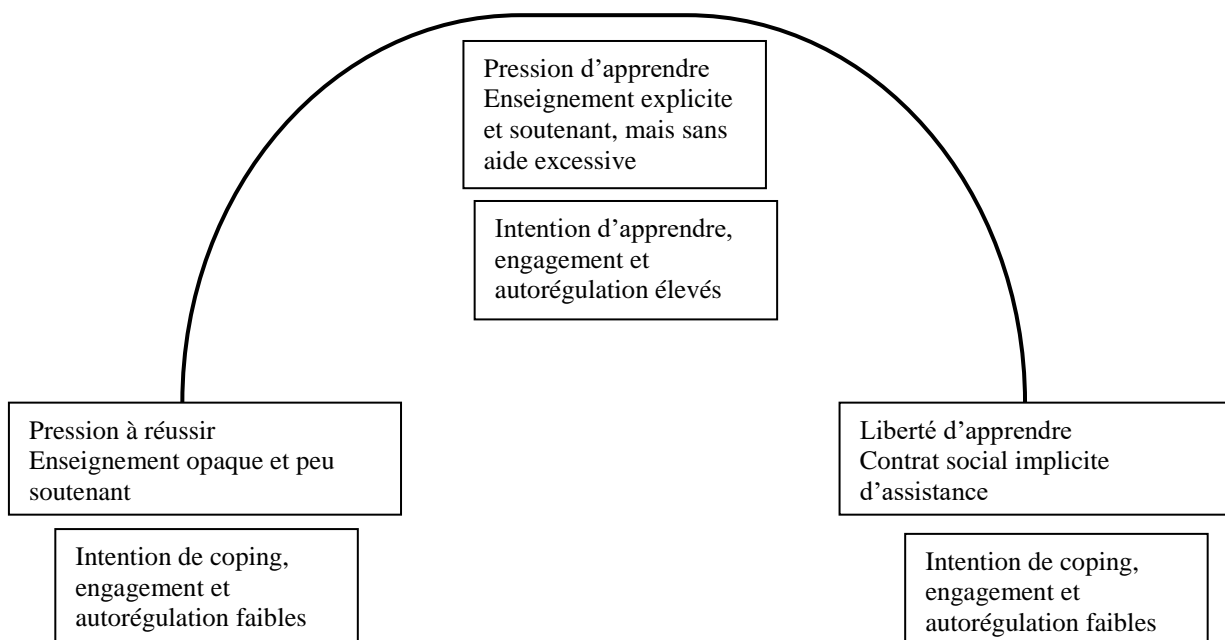 Pression d’apprendre
Enseignement explicite
et soutenant, mais sans
aide excessive
Intention d’apprendre,
engagement et
autorégulation élevés
Pression à réussir
Enseignement opaque et peu
soutenant
Intention de coping,
engagement et
autorégulation faibles
Liberté d’apprendre
Contrat social implicite
d’assistance
Intention de coping,
engagement et
autorégulation faibles